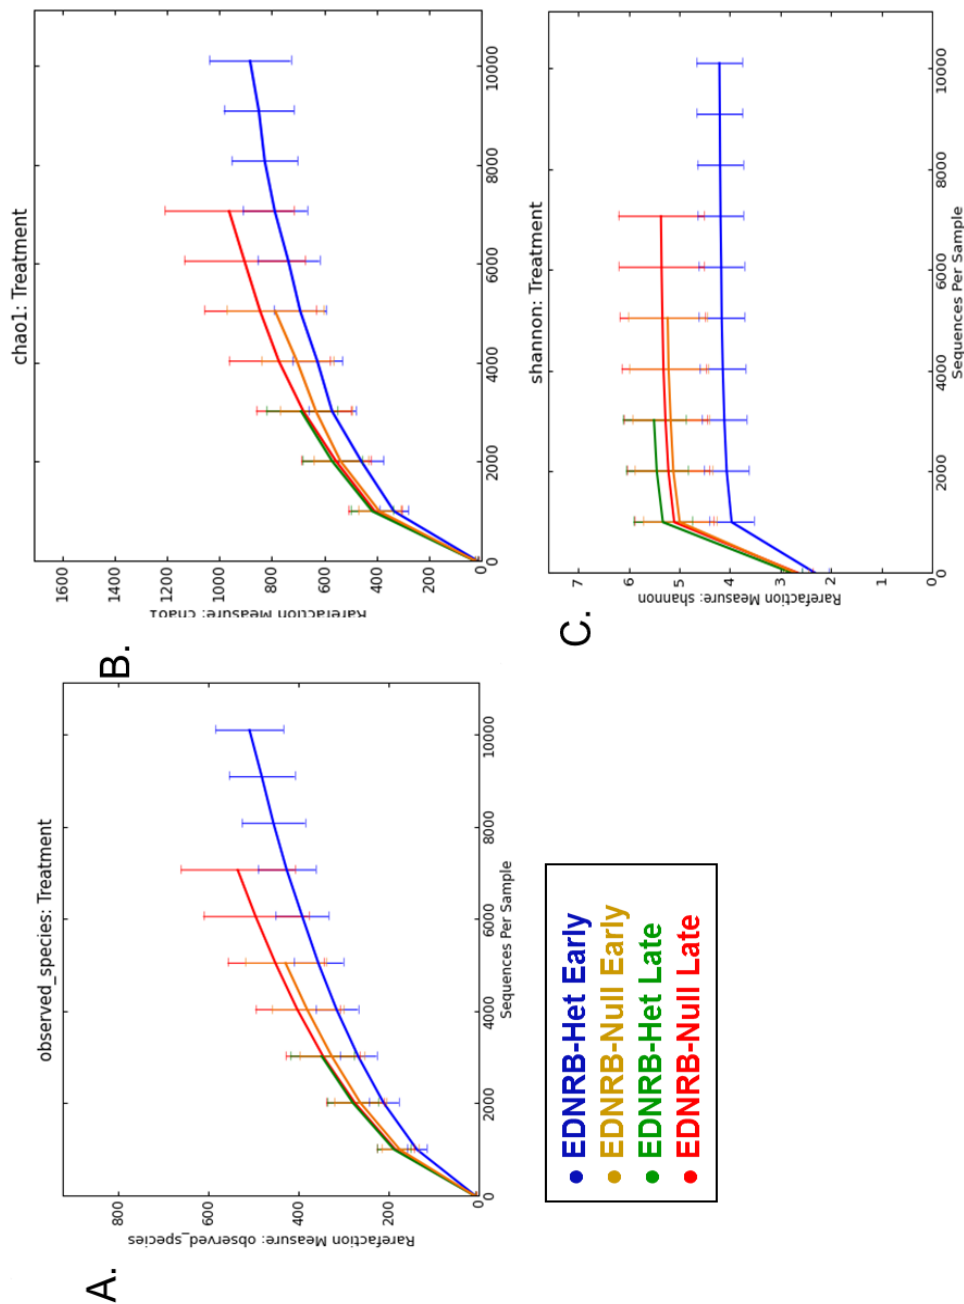 A.
observed_species: Treatment
Rarefaction Measure: observed_species
800
600
400
200
0
0 2000 4000 6000 8000 10000
Sequences Per Sample
B.
chao1: Treatment
Rarefaction Measure: chao1
1600
1400
1200
1000
800
600
400
200
0
0 2000 4000 6000 8000 10000
EDNRB-Het Early
EDNRB-Null Early
EDNRB-Het Late
EDNRB-Null Late
C.
shannon: Treatment
Rarefaction Measure: shannon
7
6
5
4
3
2
1
0
0 2000 4000 6000 8000 10000
Sequences Per Sample